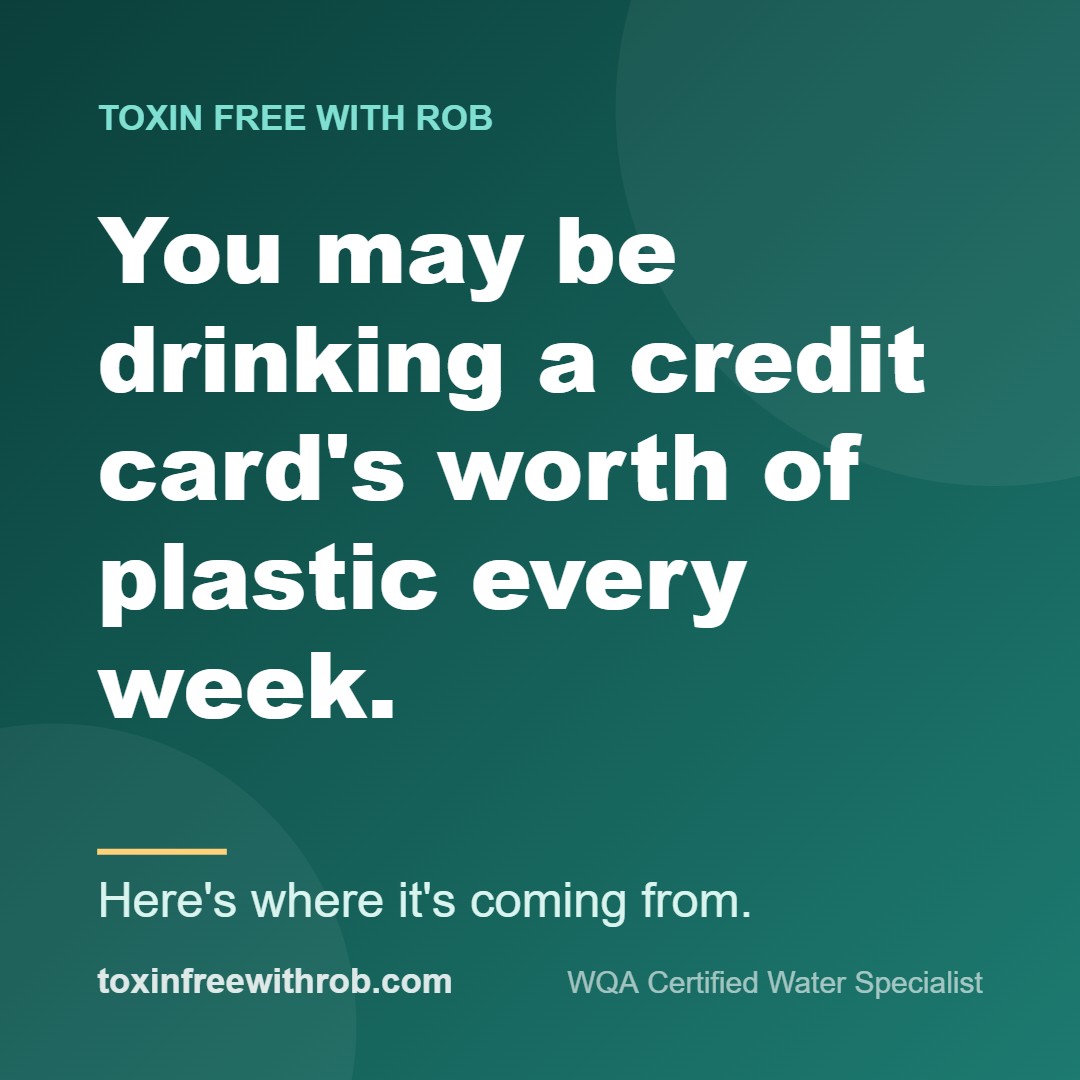 TOXIN FREE WITH ROB
You may be
drinking a credit
card's worth of
plastic every
week.
Here's where it's coming from.
toxinfreewithrob.com
WQA Certified Water Specialist